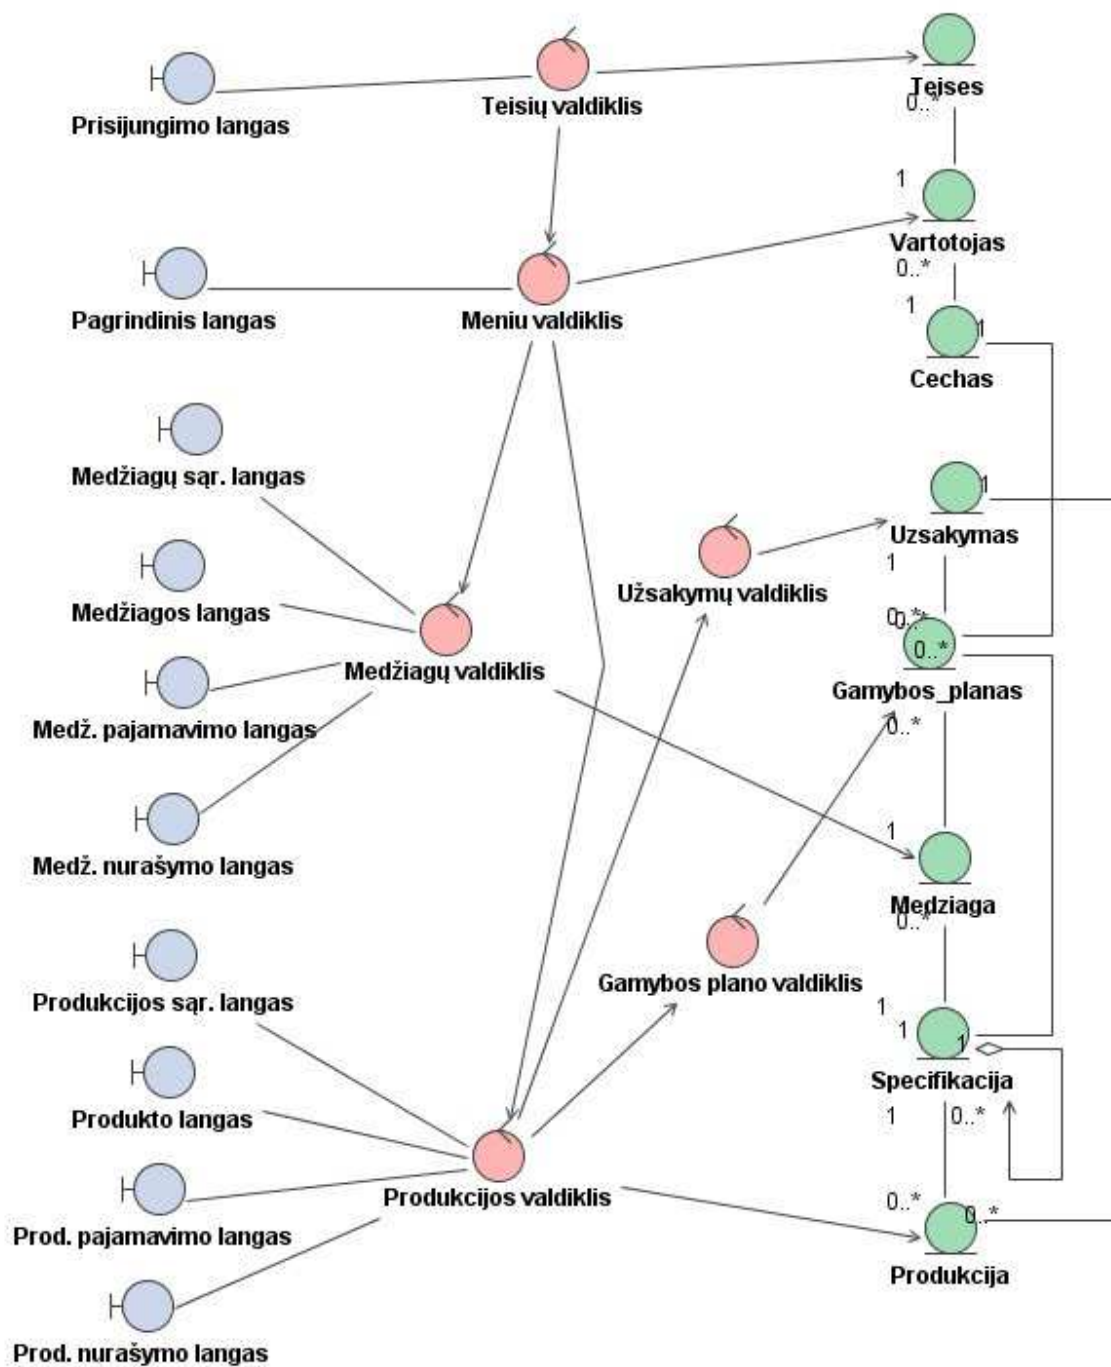 Teises
0..*
Prisijungimo langas
Teisių valdiklis
1
Vartotojas
0..*
1
1
Pagrindinis langas
Meniu valdiklis
Cechas
Medžiagų sąr. langas
1
Uzsakymas
1
Medžiagos langas
Užsakymų valdiklis
0..*
0..*
0..*
Medžiagų valdiklis
Gamybos_planas
Medž. pajamavimo langas
0..*
1
Medž. nurašymo langas
Medziaga
0..*
Produkcijos sąr. langas
Gamybos plano valdiklis
1
1
1
Specifikacija
Produkto langas
1
0..*
Produkcijos valdiklis
0..*
0..*
Prod. pajamavimo langas
Produkcija
Prod. nurašymo langas